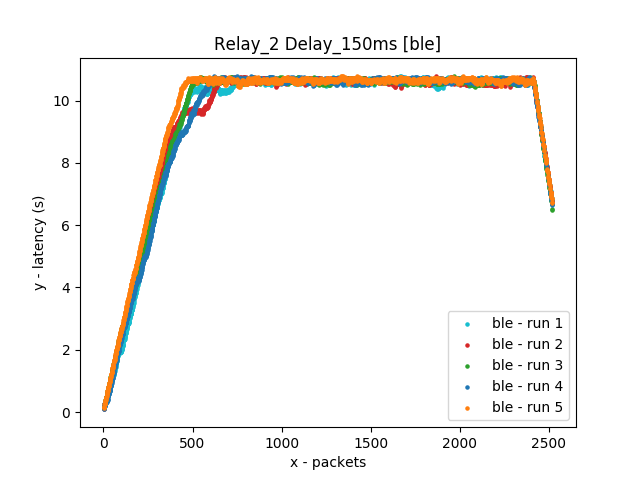 Relay_2 Delay_150ms [ble]
y - latency (s)
10
8
6
4
2
0
0 500 1000 1500 2000 2500
x - packets
ble - run 1
ble - run 2
ble - run 3
ble - run 4
ble - run 5